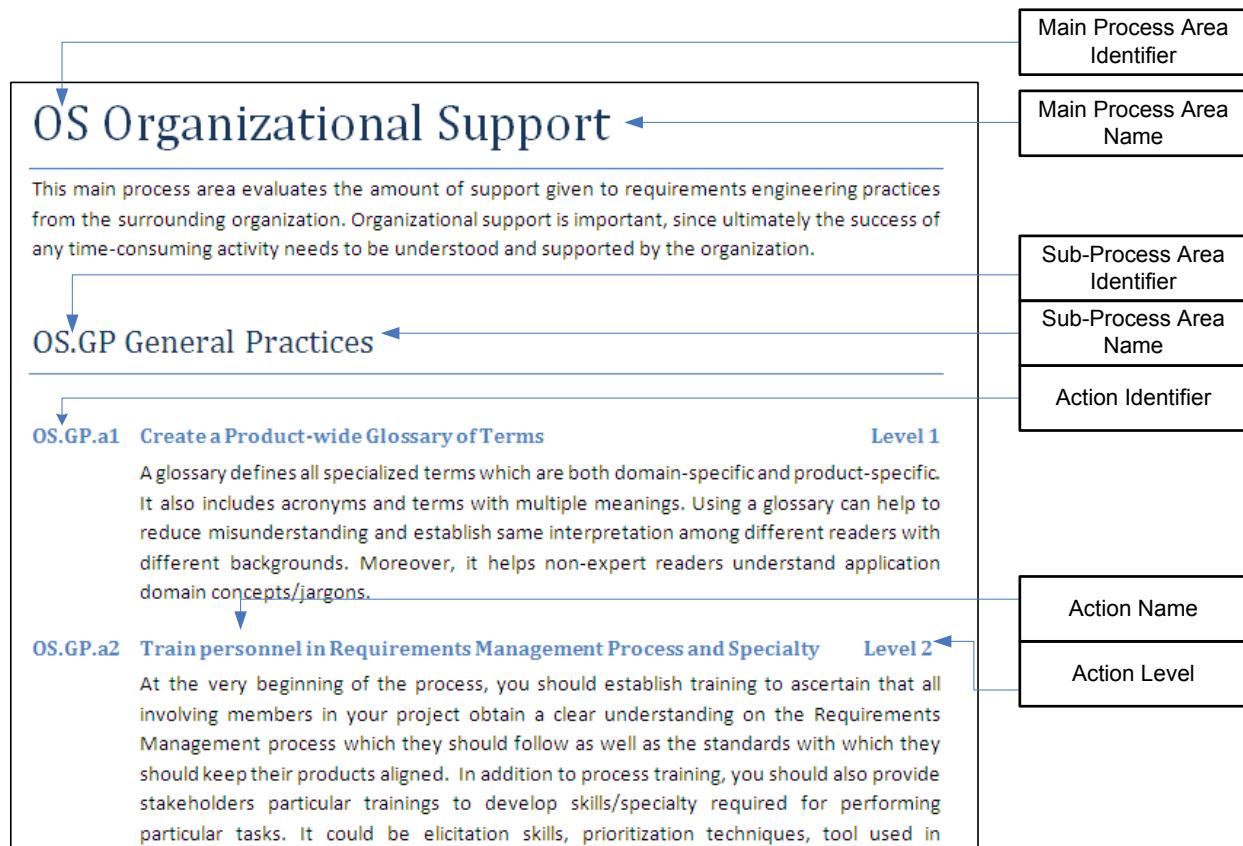 Main Process Area
Identifier
OS Organizational Support
Main Process Area
Name
This main process area evaluates the amount of support given to requirements engineering practices
from the surrounding organization. Organizational support is important, since ultimately the success of
any time-consuming activity needs to be understood and supported by the organization.
Sub-Process Area
Identifier
OS.GP General Practices
Sub-Process Area
Name
Action Identifier
OS.GP.a1 Create a Product-wide Glossary of Terms Level 1
A glossary defines all specialized terms which are both domain-specific and product-specific.
It also includes acronyms and terms with multiple meanings. Using a glossary can help to
reduce misunderstanding and establish same interpretation among different readers with
different backgrounds. Moreover, it helps non-expert readers understand application
domain concepts/jargons.
Action Name
OS.GP.a2 Train personnel in Requirements Management Process and Specialty Level 2
Action Level
At the very beginning of the process, you should establish training to ascertain that all
involving members in your project obtain a clear understanding on the Requirements
Management process which they should follow as well as the standards with which they
should keep their products aligned. In addition to process training, you should also provide
stakeholders particular trainings to develop skills/specialty required for performing
particular tasks. It could be elicitation skills, prioritization techniques, tool used in